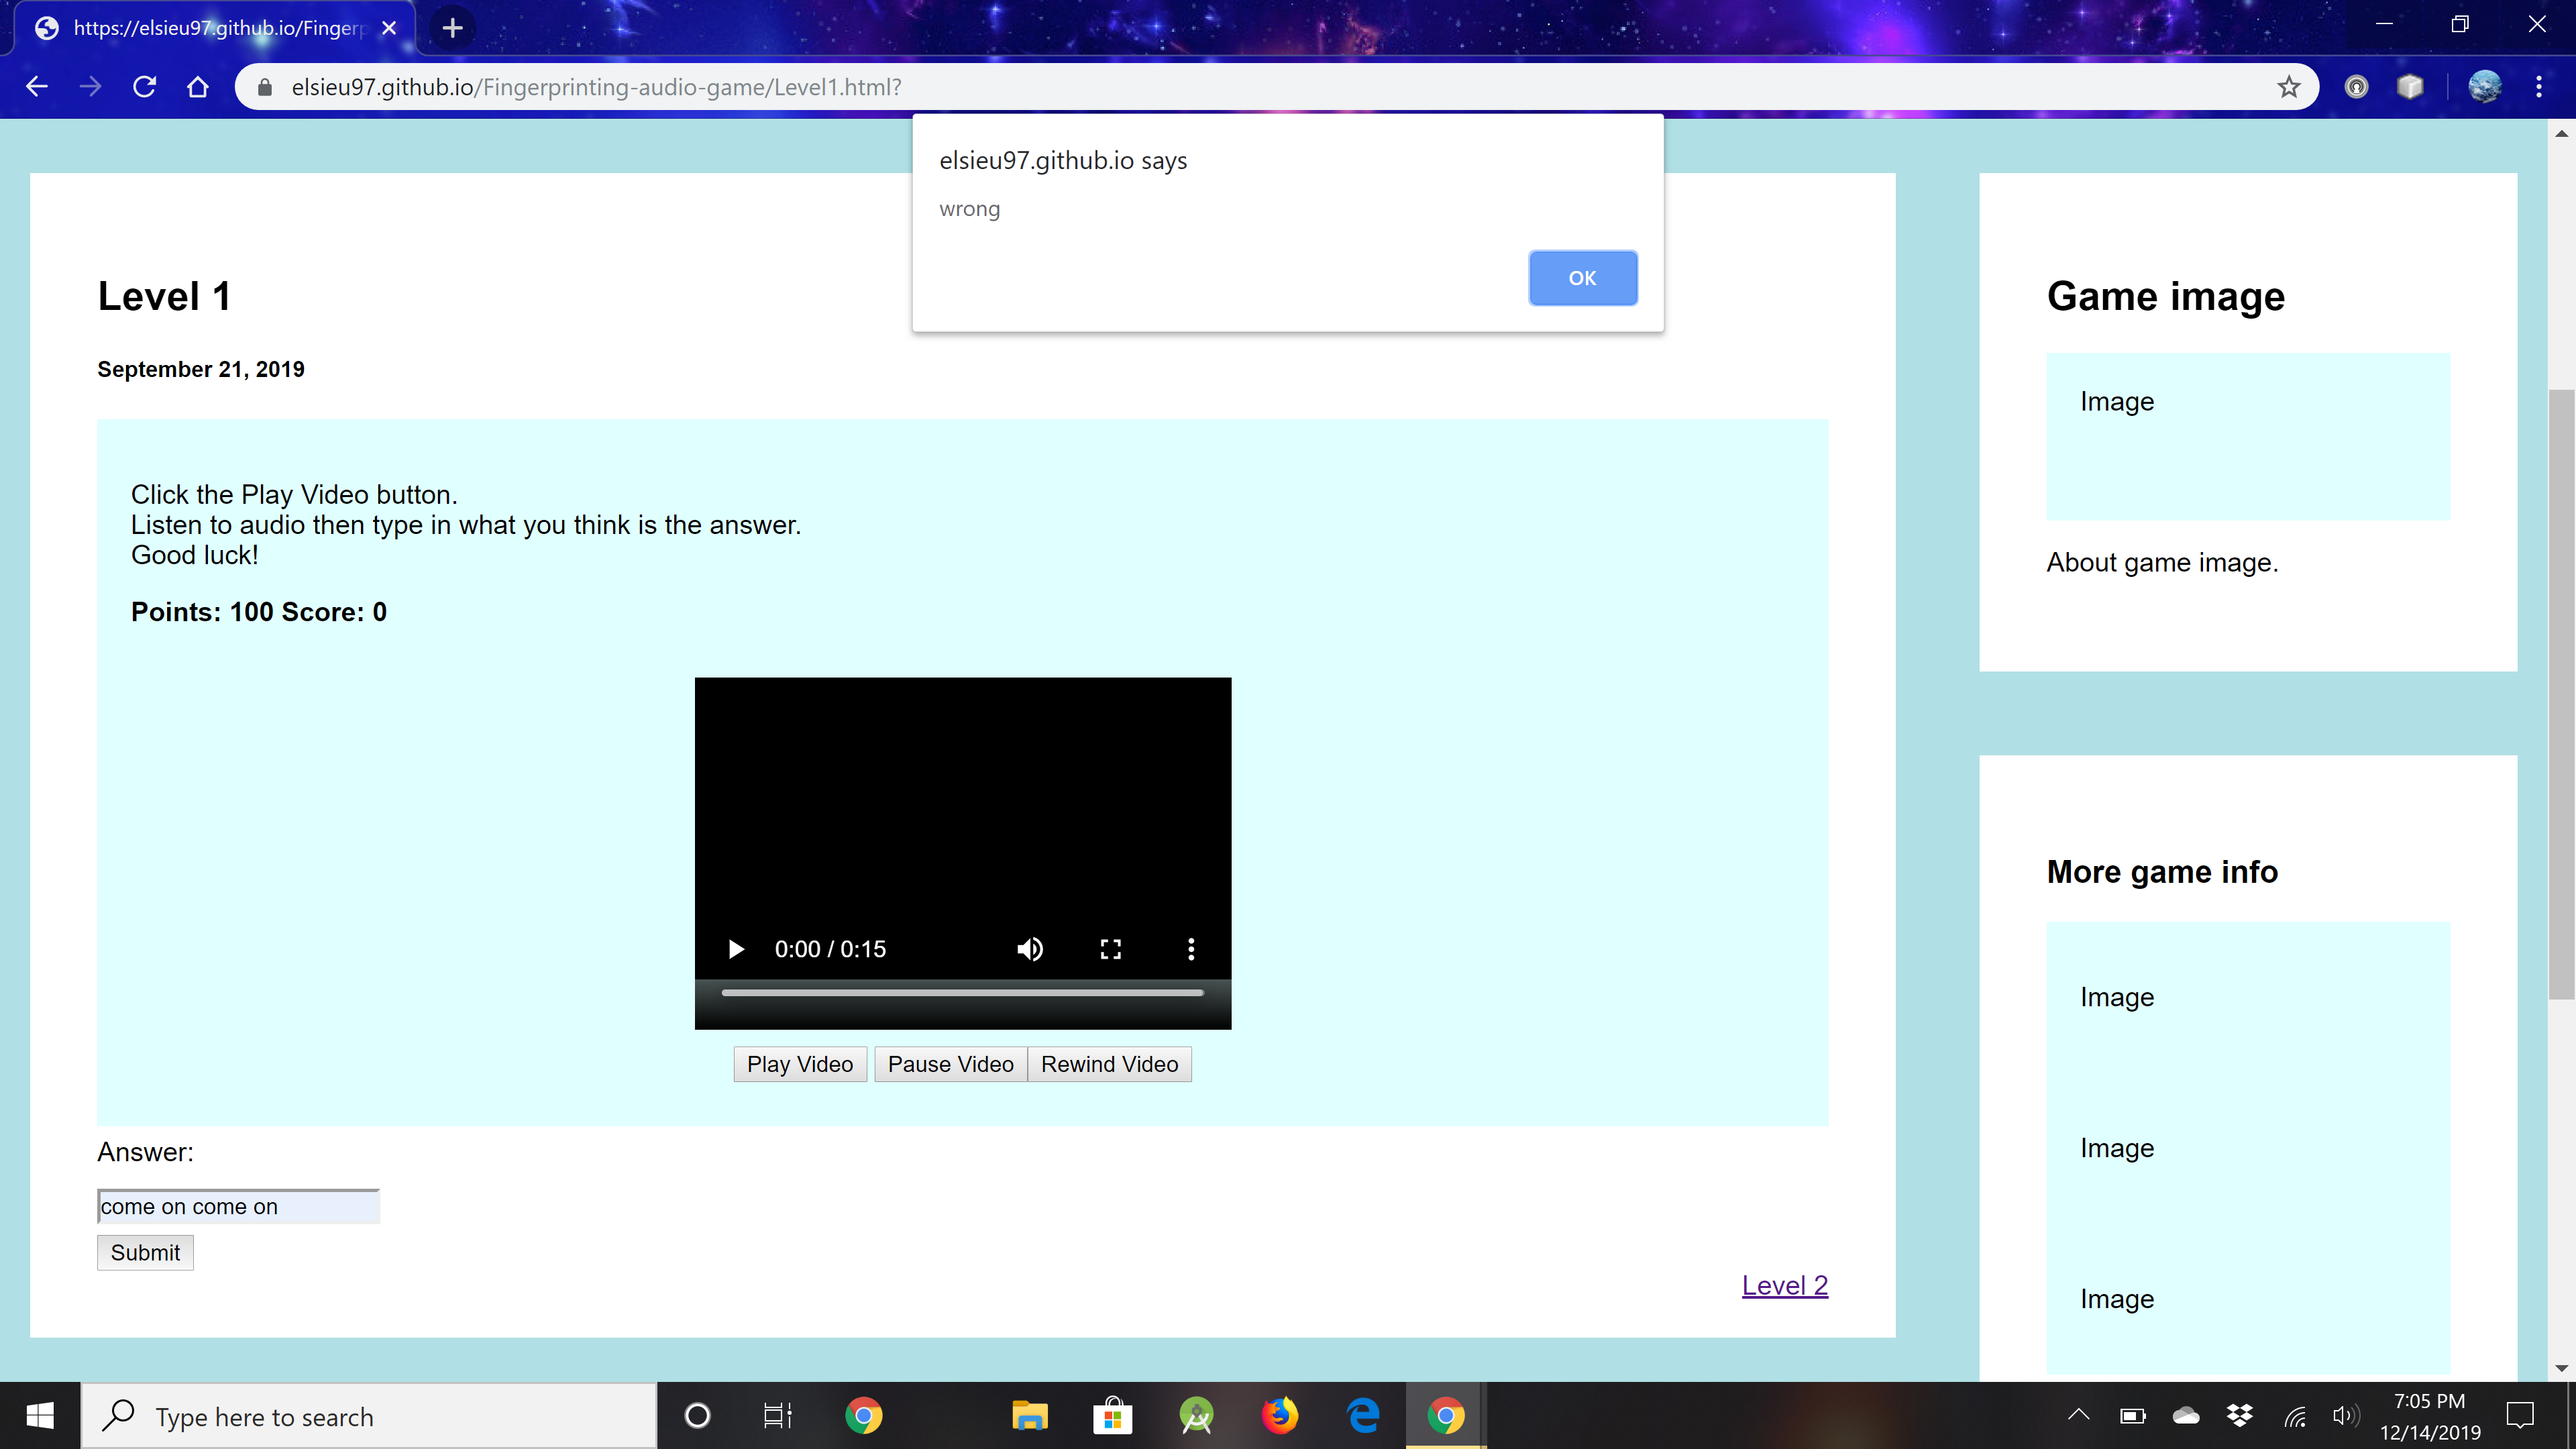 https://elsieu97.github.io/Fingerp
elsieu97.github.io/Fingerprinting-audio-game/Level1.html?
elsieu97.github.io says
wrong
OK
Level 1
September 21, 2019
Click the Play Video button.
Listen to audio then type in what you think is the answer.
Good luck!
Points: 100 Score: 0
0:00 / 0:15
Play Video Pause Video Rewind Video
Answer:
come on come on
Submit
Level 2
Game image
Image
About game image.
More game info
Image
Image
Image
Type here to search
7:05 PM
12/14/2019